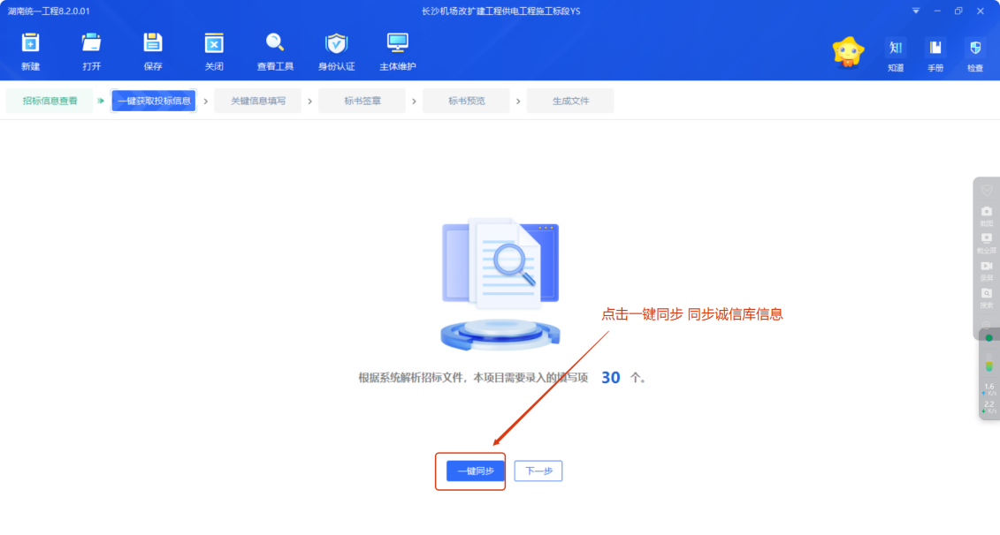 湖南统一工程8.2.0.01
长沙机场改扩建工程供电工程施工标段YS
新建
打开
保存
关闭
查看工具
身份认证
主体维护
知
知道
手册
检查
招标信息查看
一键获取投标信息
关键信息填写
标书签章
标书预览
生成文件
截图
截全屏
录屏
搜索
点击一键同步 同步诚信库信息
根据系统解析招标文件，本项目需要录入的填写项 30 个。
1.6
K/s
2.2
K/s
一键同步
下一步